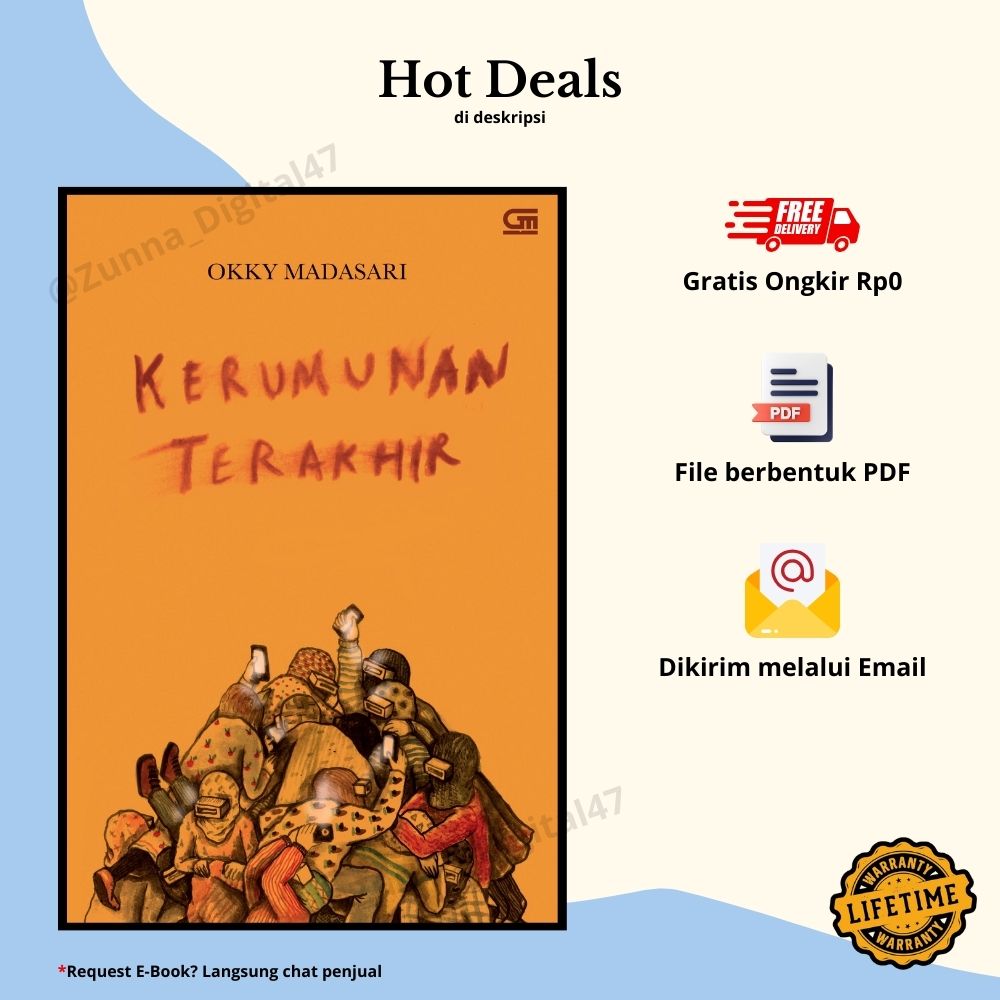 Hot Deals
di deskripsi
@Zunna_Digital47
GM
OKKY MADASARI
KERUMUNAN
TERAKHIR
FREE
DELIVERY
Gratis Ongkir Rp0
PDF
File berbentuk PDF
@
Dikirim melalui Email
Digital47
WARRANTY
LIFETIME
WARRANTY
*Request E-Book? Langsung chat penjual